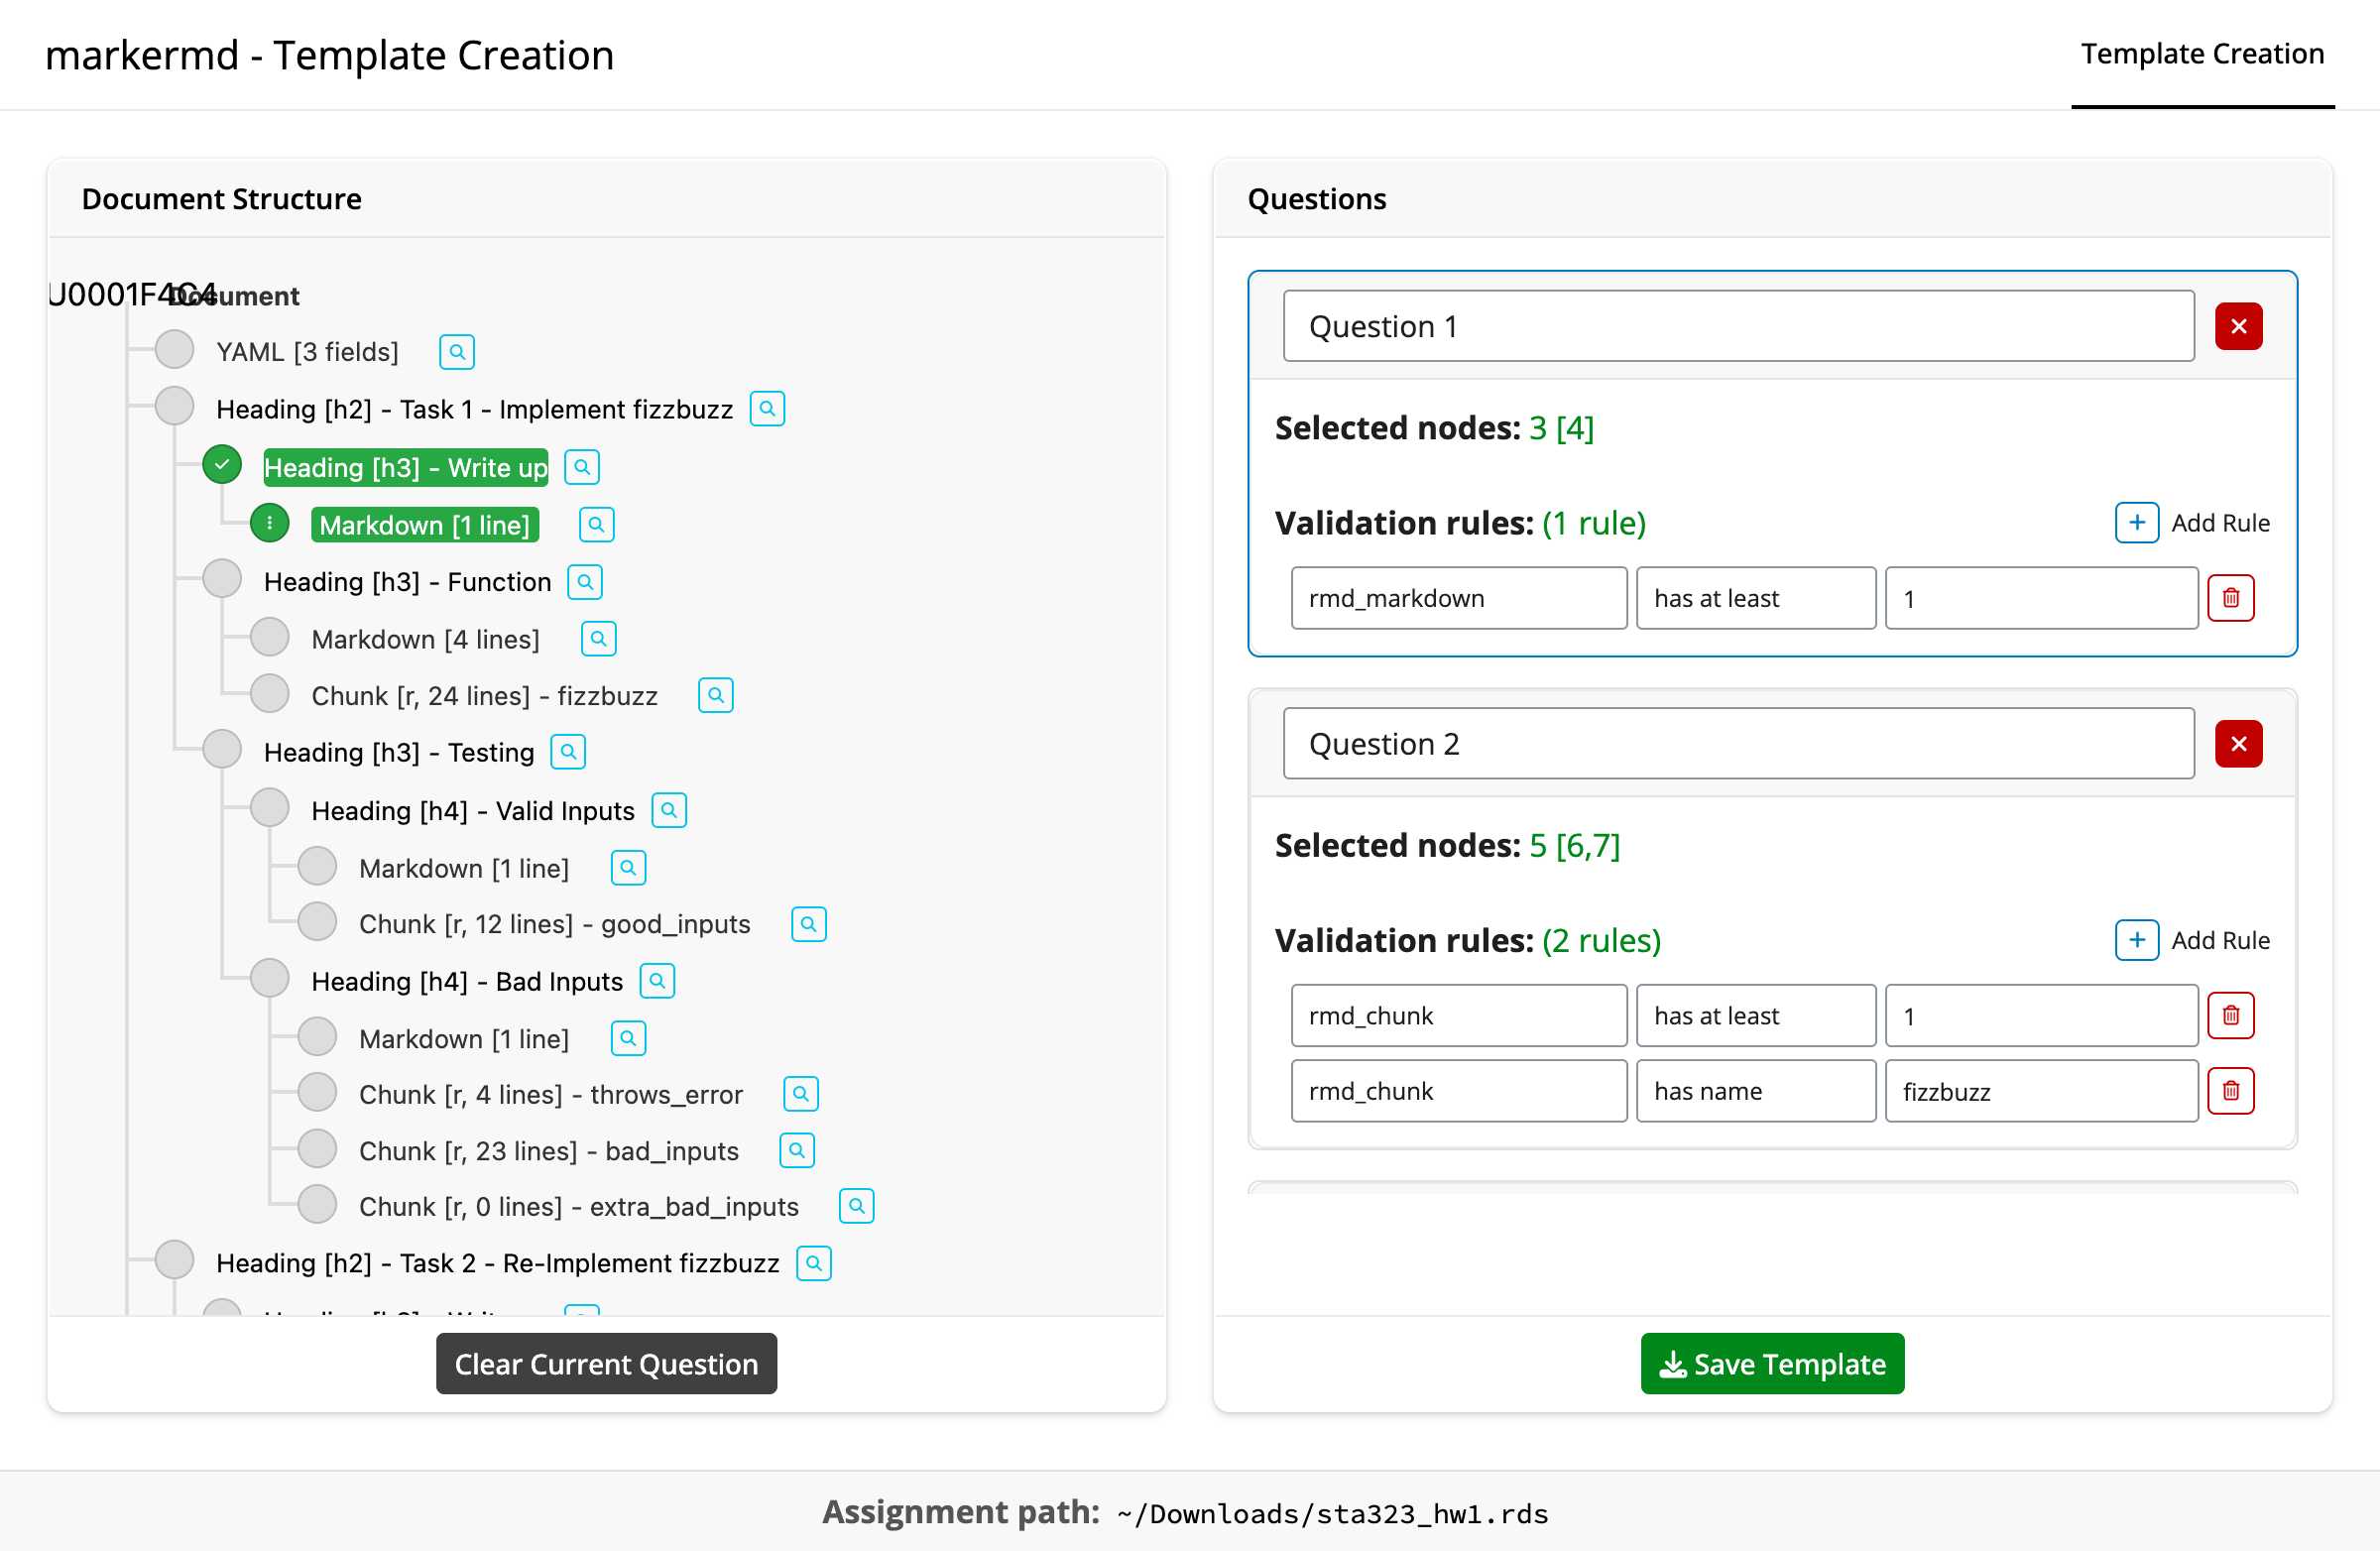 markermd - Template Creation
Template Creation
Document Structure
U0001F4C4
Document
YAML [3 fields]
Heading [h2] - Task 1 - Implement fizzbuzz
Heading [h3] - Write up
Markdown [1 line]
Heading [h3] - Function
Markdown [4 lines]
Chunk [r, 24 lines] - fizzbuzz
Heading [h3] - Testing
Heading [h4] - Valid Inputs
Markdown [1 line]
Chunk [r, 12 lines] - good_inputs
Heading [h4] - Bad Inputs
Markdown [1 line]
Chunk [r, 4 lines] - throws_error
Chunk [r, 23 lines] - bad_inputs
Chunk [r, 0 lines] - extra_bad_inputs
Heading [h2] - Task 2 - Re-Implement fizzbuzz
Clear Current Question
Questions
Question 1
Selected nodes: 3 [4]
Validation rules: (1 rule)
Add Rule
rmd_markdown has at least 1
Question 2
Selected nodes: 5 [6,7]
Validation rules: (2 rules)
Add Rule
rmd_chunk has at least 1
rmd_chunk has name fizzbuzz
Save Template
Assignment path: ~/Downloads/sta323_hw1.rds